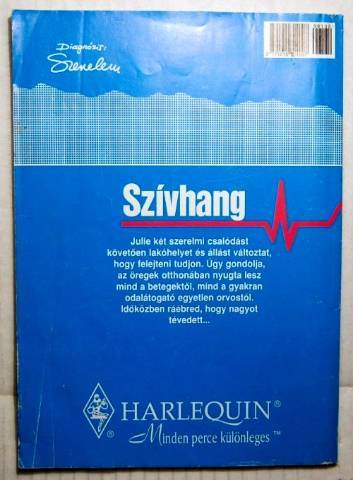 Diagnózis:
Szerelem
Szívhang
Julie két szerelmi csalódást
követően lakóhelyet és állást változtat,
hogy felejteni tudjon. Úgy gondolja,
az öregek otthonában nyugta lesz
mind a betegektől, mind a gyakran
odalátogató egyetlen orvostól.
Időközben ráébred, hogy nagyot
tévedett...
HARLEQUIN®
Minden perce különleges™